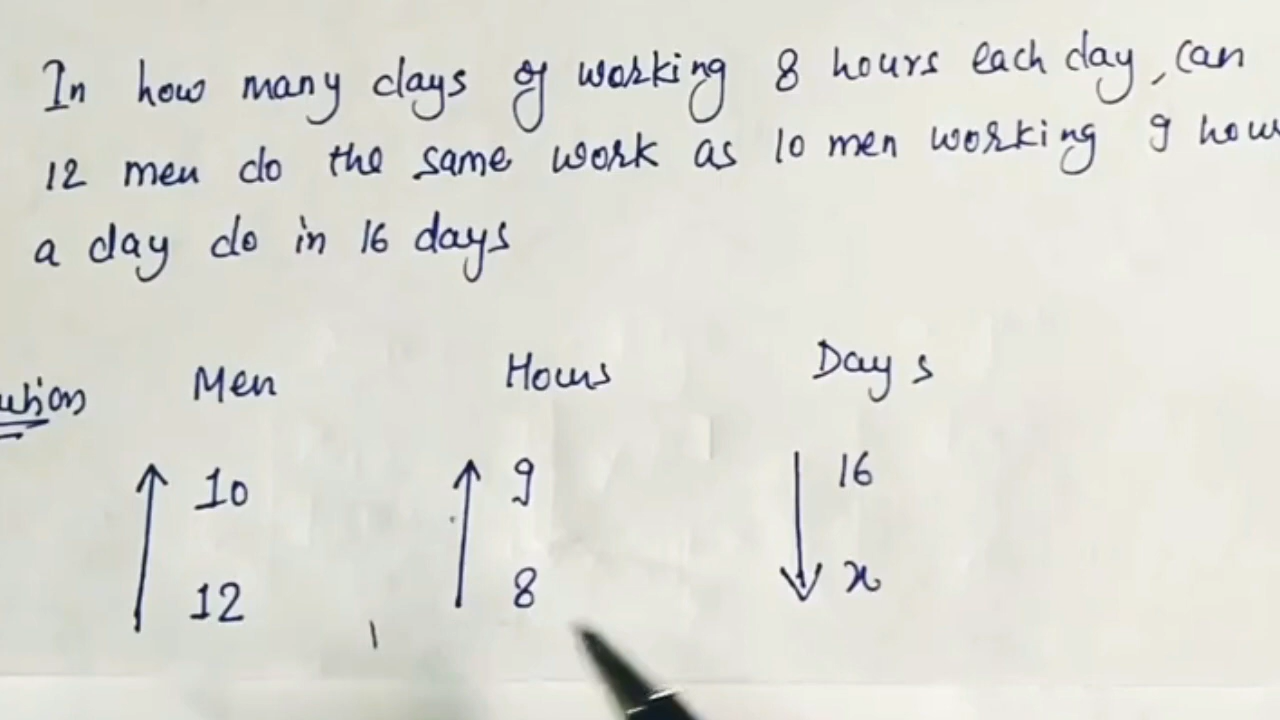 In how many days of working 8 hours each day, can
12 men do the same work as 10 men working 9 hou
a day do in 16 days
Men Hours Days
10 9 16
12 8 x